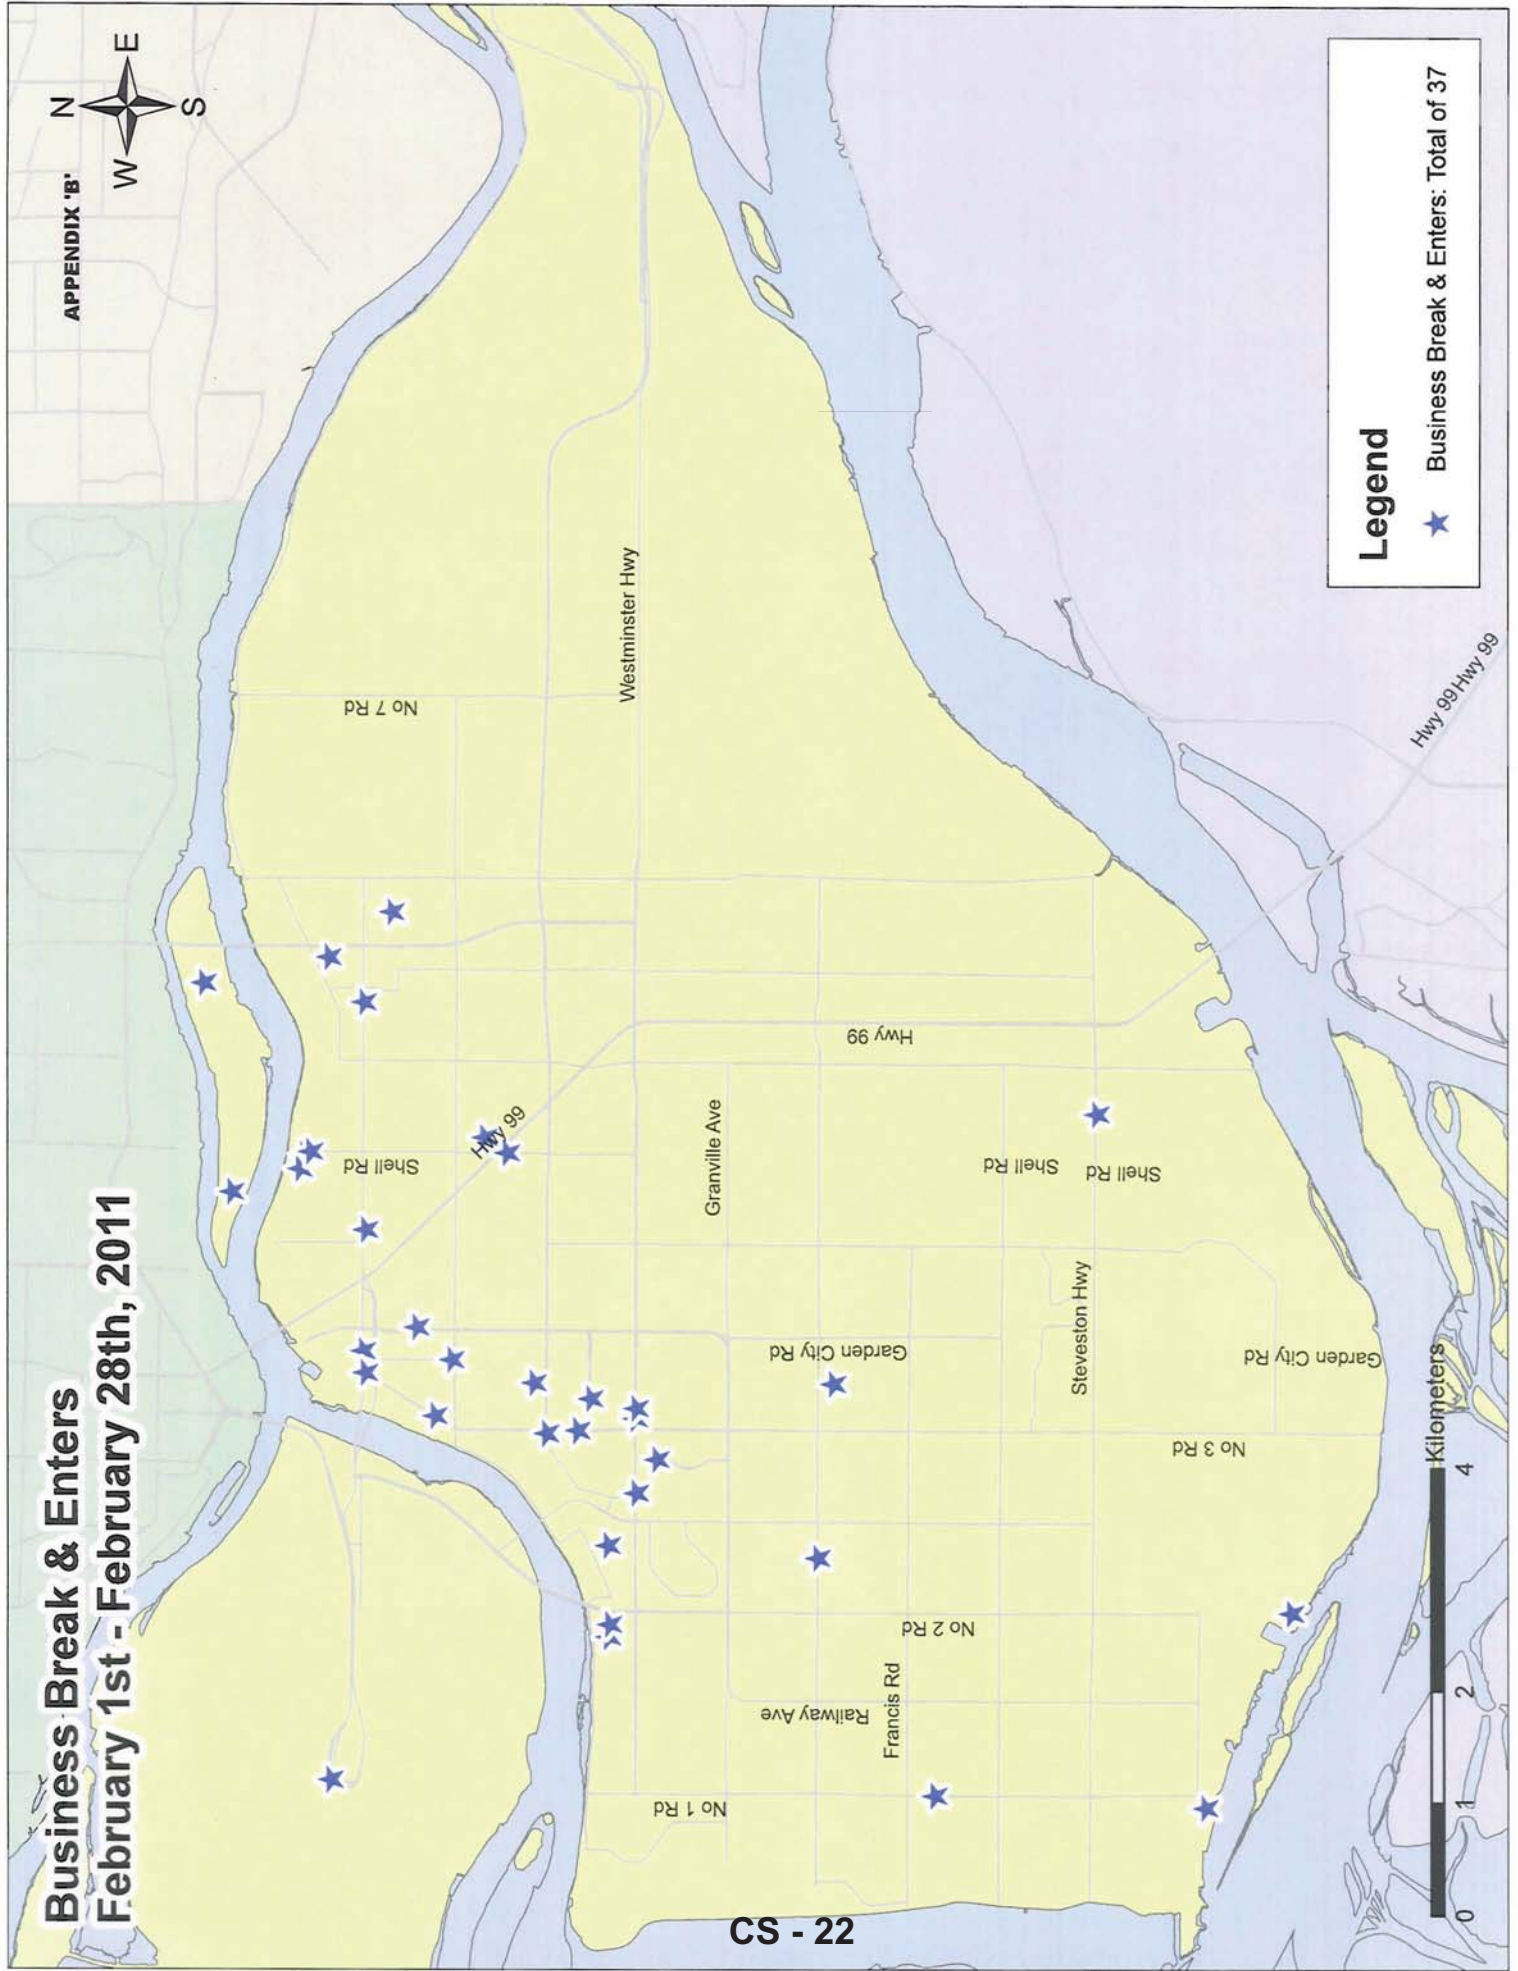 Business Break & Enters
February 1st - February 28th, 2011
APPENDIX 'B'
N
W
E
S
No 7 Rd
Westminster Hwy
Hwy 99
Shell Rd
Hwy 99
Granville Ave
Shell Rd
Shell Rd
Garden City Rd
Steveston Hwy
Garden City Rd
No 3 Rd
No 2 Rd
Railway Ave
Francis Rd
No 1 Rd
Hwy 99
Hwy 99
Legend
Business Break & Enters: Total of 37
Kilometers
0
1
2
4
CS - 22